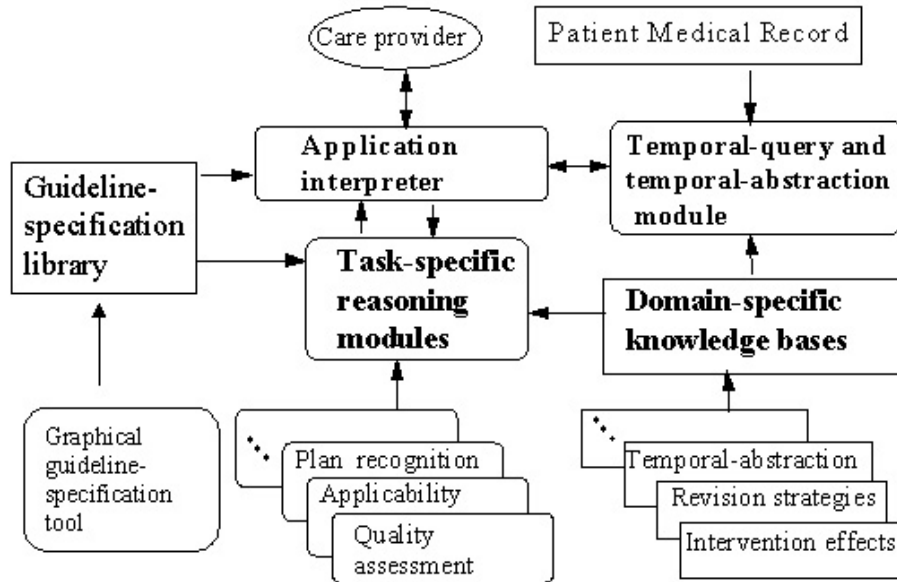 Care provider
Patient Medical Record
Application
interpreter
Temporal-query and
temporal-abstraction
module
Guideline-
specification
library
Task-specific
reasoning
modules
Domain-specific
knowledge bases
Graphical
guideline-
specification
tool
Plan recognition
Applicability
Quality
assessment
Temporal-abstraction
Revision strategies
Intervention effects